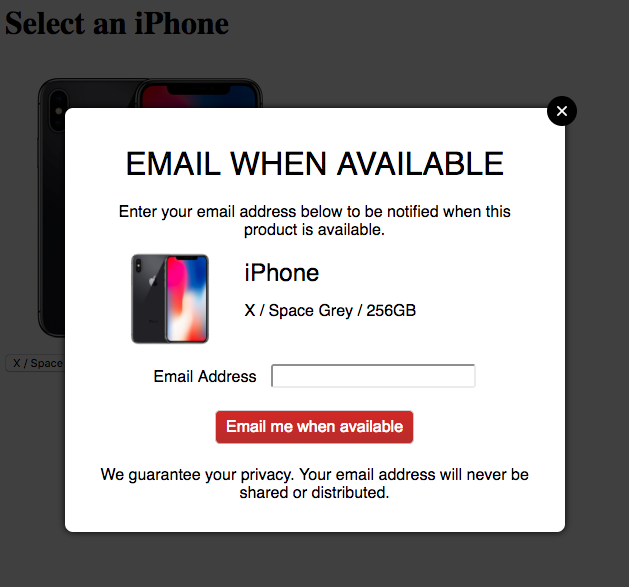 Select an iPhone
EMAIL WHEN AVAILABLE
Enter your email address below to be notified when this
product is available.
iPhone
X / Space Grey / 256GB
X / Space
Email Address
Email me when available
We guarantee your privacy. Your email address will never be
shared or distributed.